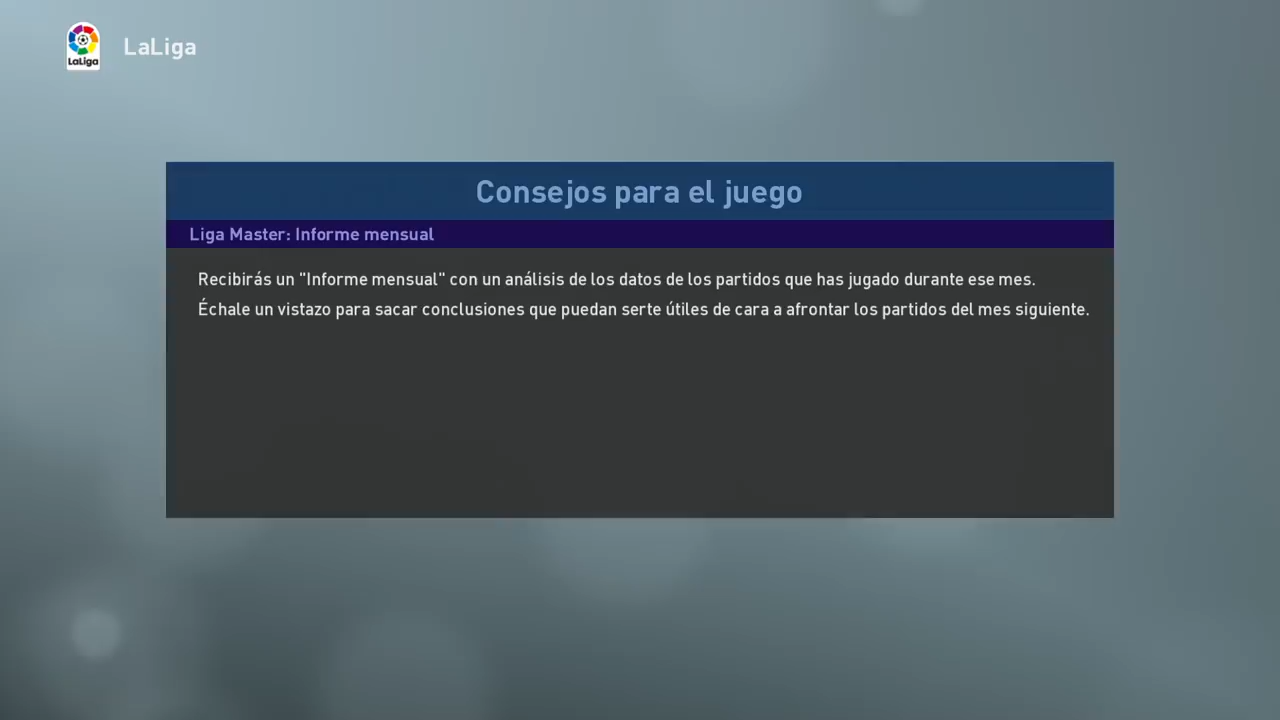 LaLiga
LaLiga
Consejos para el juego
Liga Master: Informe mensual
Recibirás un "Informe mensual" con un análisis de los datos de los partidos que has jugado durante ese mes.
Échale un vistazo para sacar conclusiones que puedan serte útiles de cara a afrontar los partidos del mes siguiente.